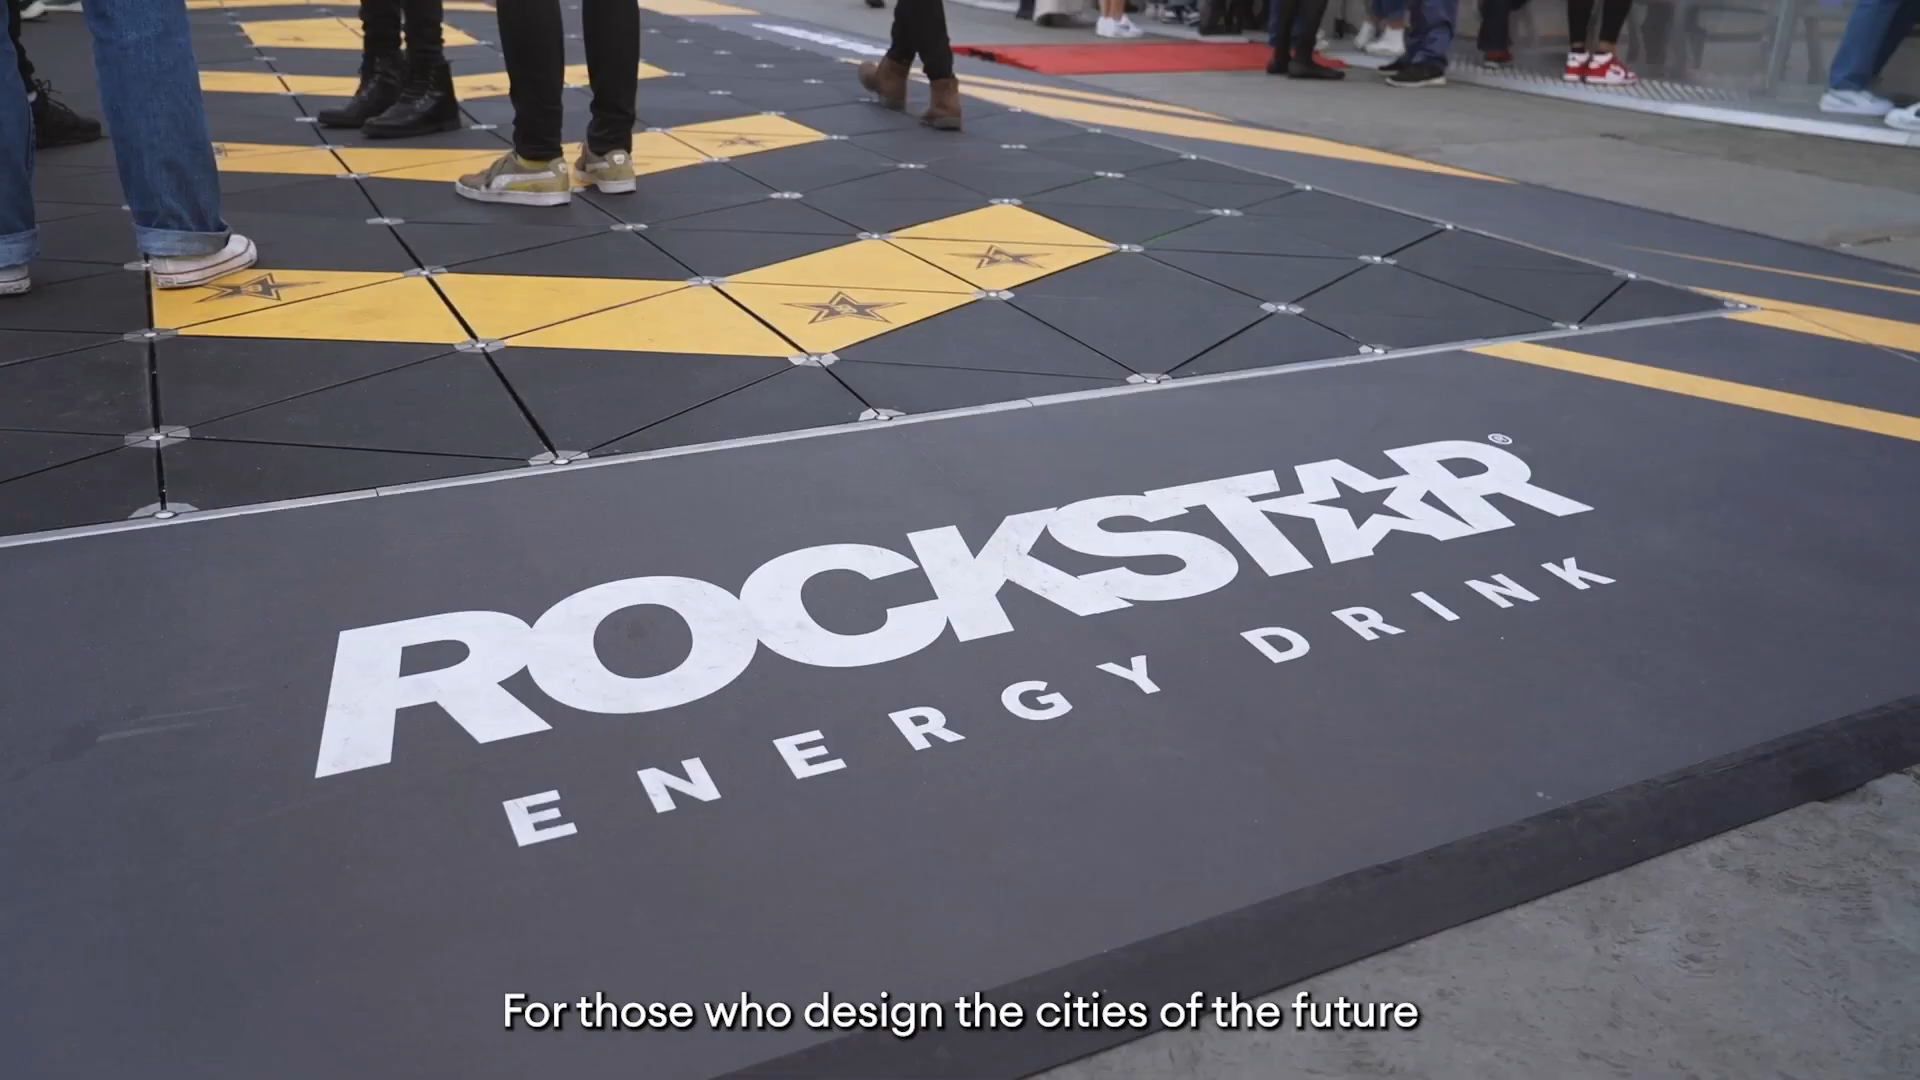 ROCKSTAR®
ENERGY DRINK
For those who design the cities of the future